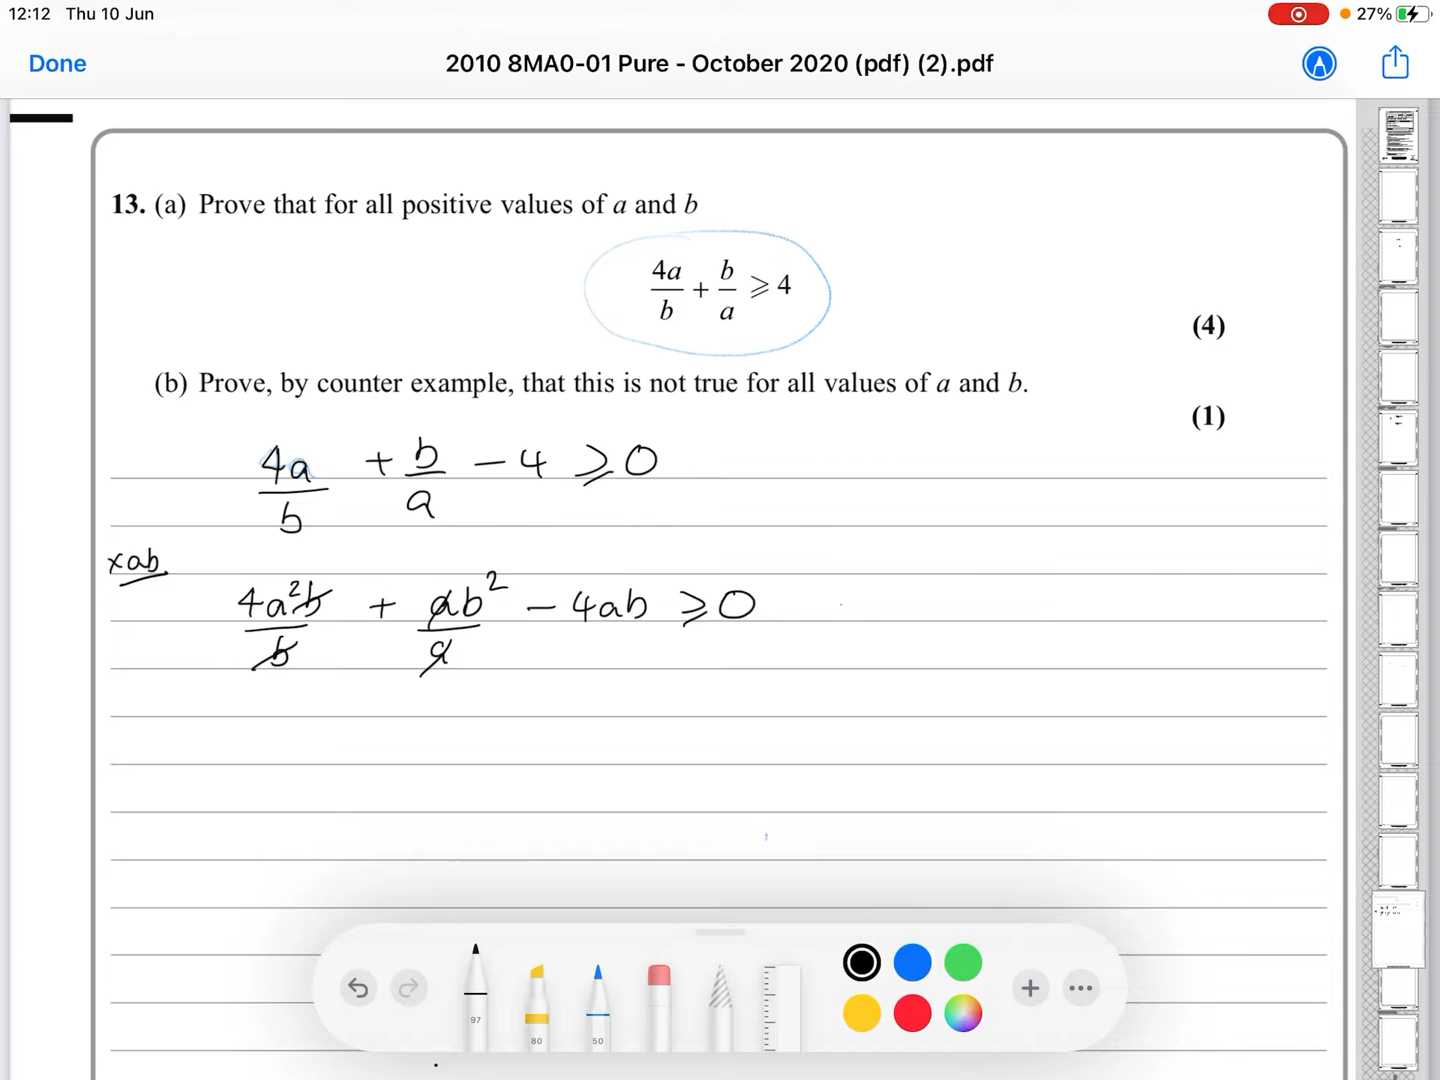 12:12 Thu 10 Jun 27%
Done 2010 8MA0-01 Pure - October 2020 (pdf) (2).pdf
13. (a) Prove that for all positive values of a and b
4a/b + b/a ⩾ 4
(4)
(b) Prove, by counter example, that this is not true for all values of a and b.
(1)
4a/b + b/a − 4 ⩾ 0
×ab
4a²b/b + ab²/a − 4ab ⩾ 0
97 80 50